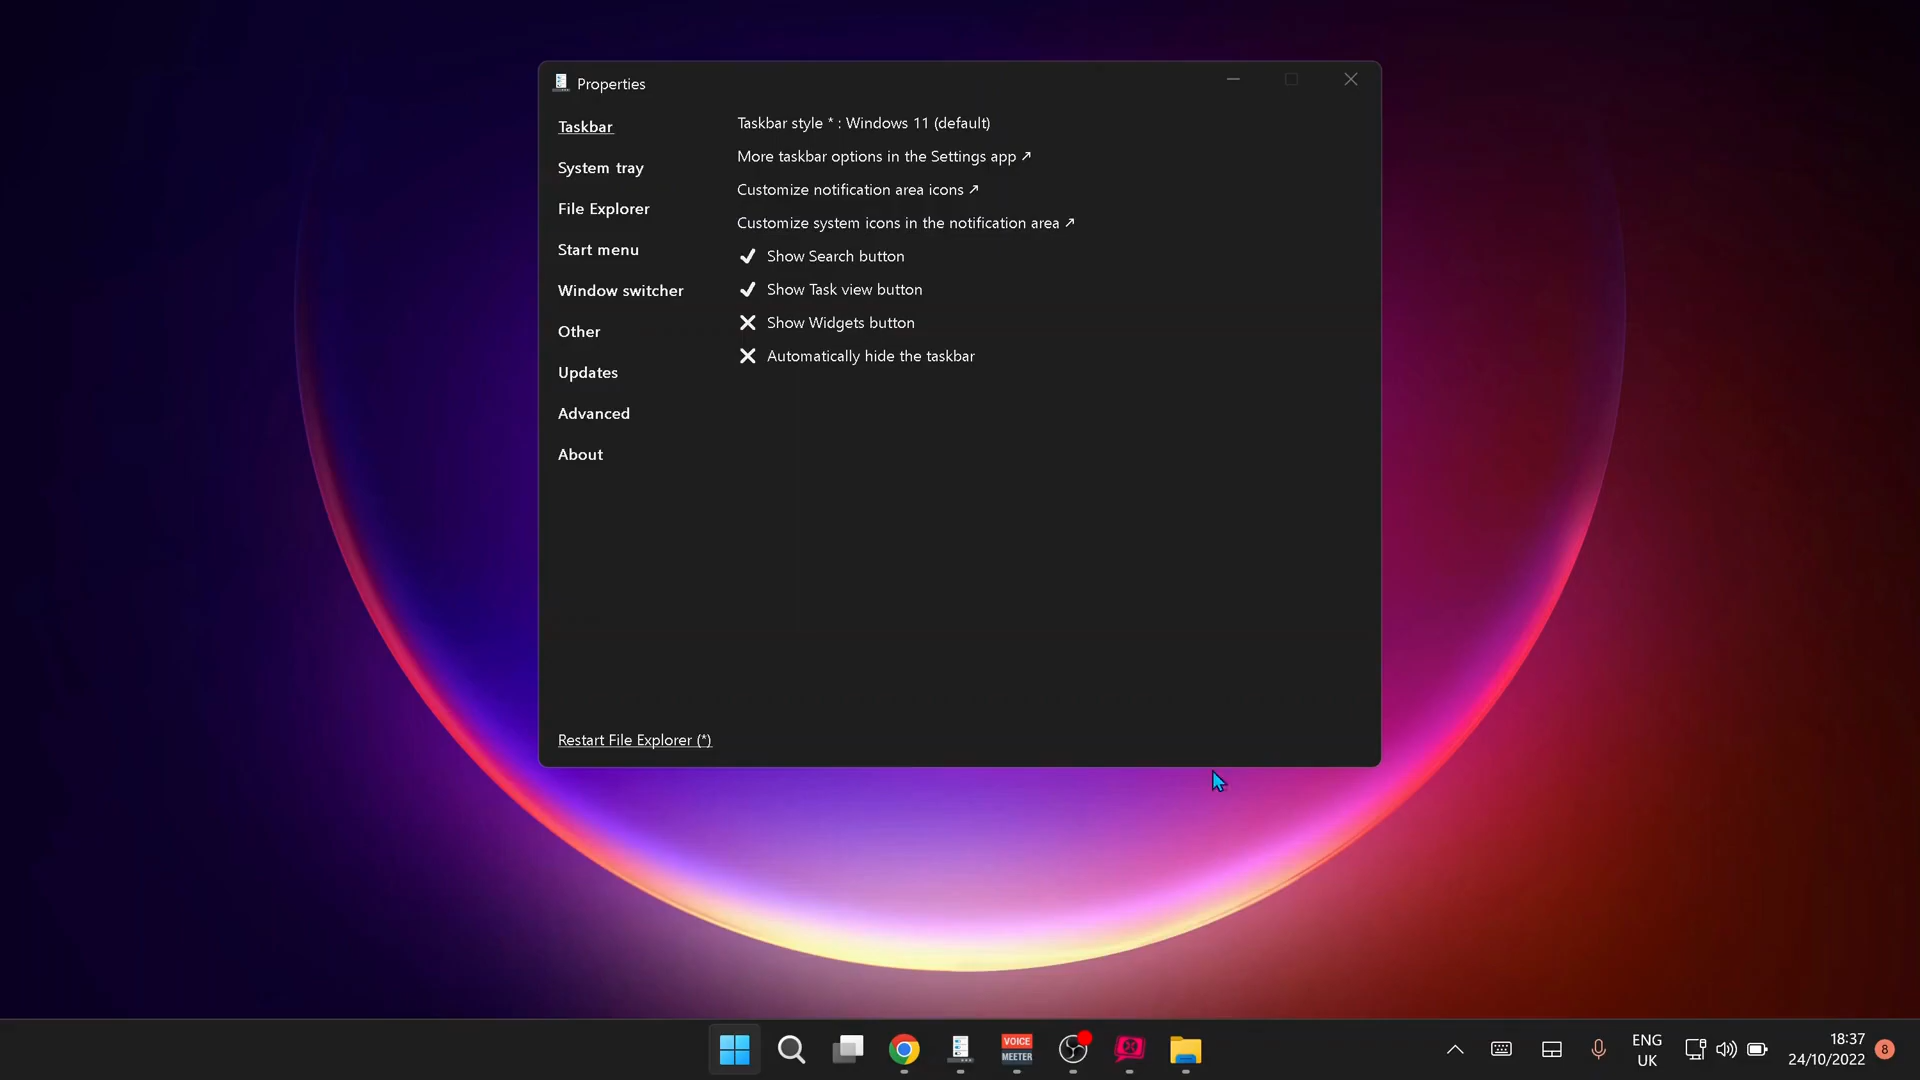 Properties
Taskbar
System tray
File Explorer
Start menu
Window switcher
Other
Updates
Advanced
About
Taskbar style * : Windows 11 (default)
More taskbar options in the Settings app ↗
Customize notification area icons ↗
Customize system icons in the notification area ↗
Show Search button
Show Task view button
Show Widgets button
Automatically hide the taskbar
Restart File Explorer (*)
VOICE
MEETER
ENG
UK
18:37
24/10/2022
8